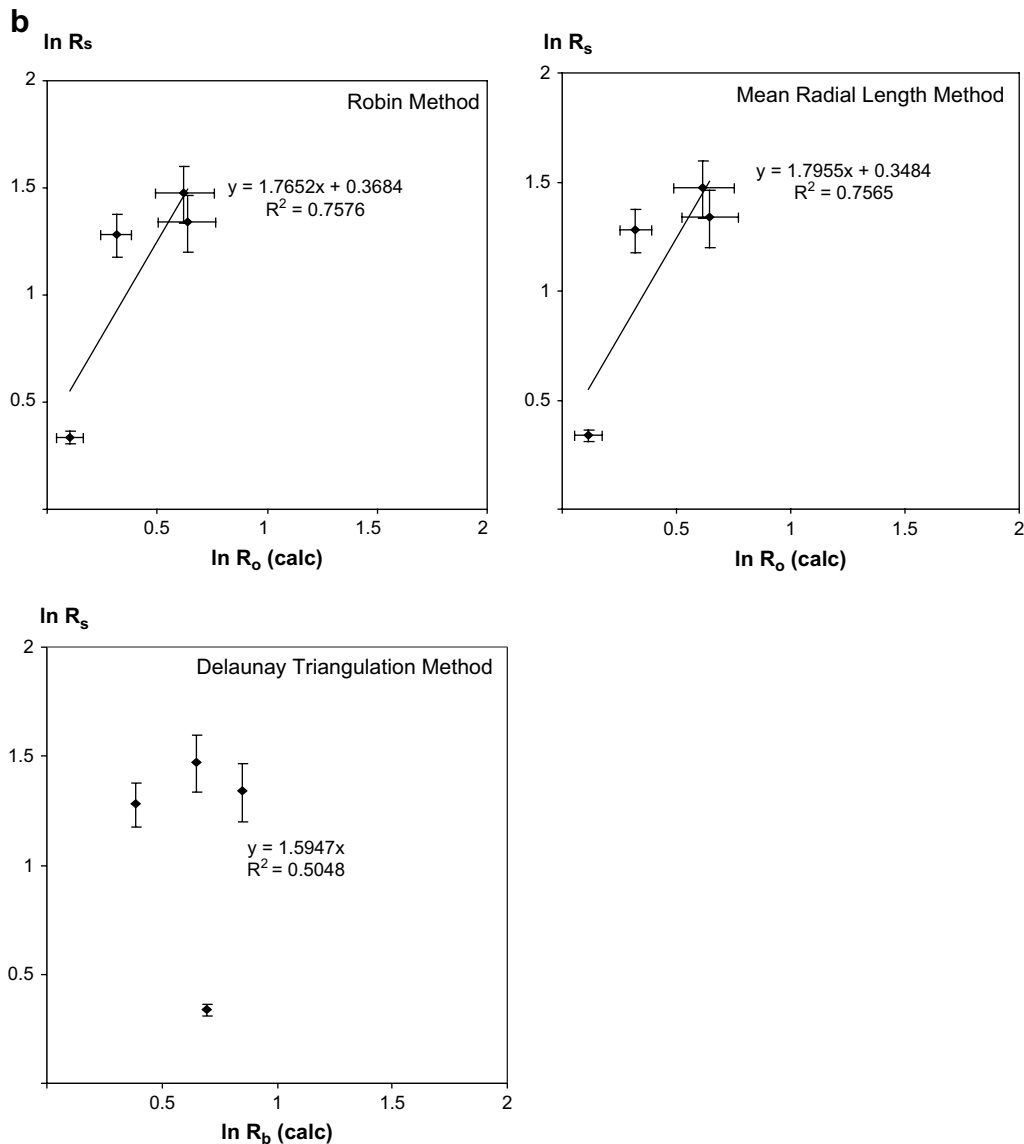 b
ln Rs
Robin Method
2
1.5
1
0.5
y = 1.7652x + 0.3684
R² = 0.7576
0.5 1 1.5 2
ln Ro (calc)
ln Rs
Mean Radial Length Method
2
1.5
1
0.5
y = 1.7955x + 0.3484
R² = 0.7565
0.5 1 1.5 2
ln Ro (calc)
ln Rs
Delaunay Triangulation Method
2
1.5
1
0.5
y = 1.5947x
R² = 0.5048
0.5 1 1.5 2
ln Rb (calc)